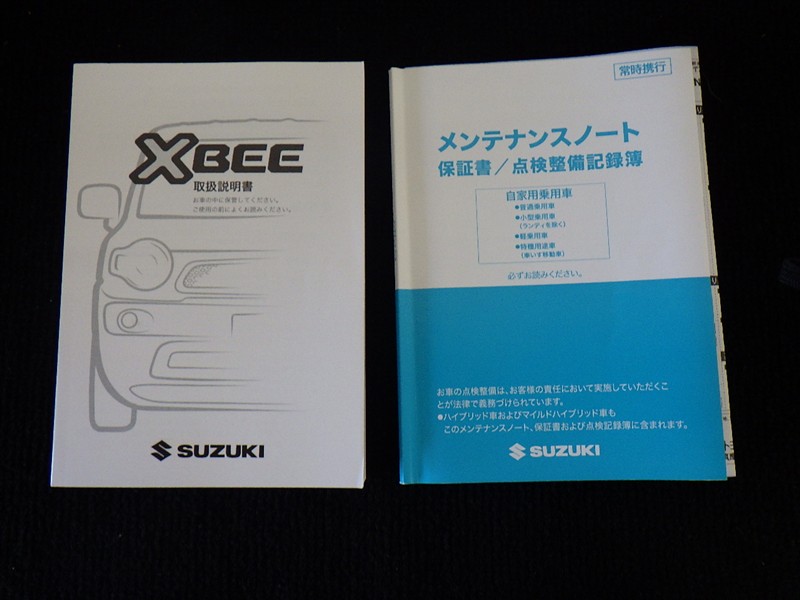 XBEE
取扱説明書
お車の中に保管してください。
ご使用の前によくお読みください。
SUZUKI
常時携行
メンテナンスノート
保証書/点検整備記録簿
自家用乗用車
●普通乗用車
●小型乗用車
(ランディを除く)
●軽乗用車
●特種用途車
(車いす移動車)
必ずお読みください。
お車の点検整備は、お客様の責任において実施していただくこ
とが法律で義務づけられています。
●ハイブリッド車およびマイルドハイブリッド車も
このメンテナンスノート、保証書および点検記録簿に含まれます。
SUZUKI